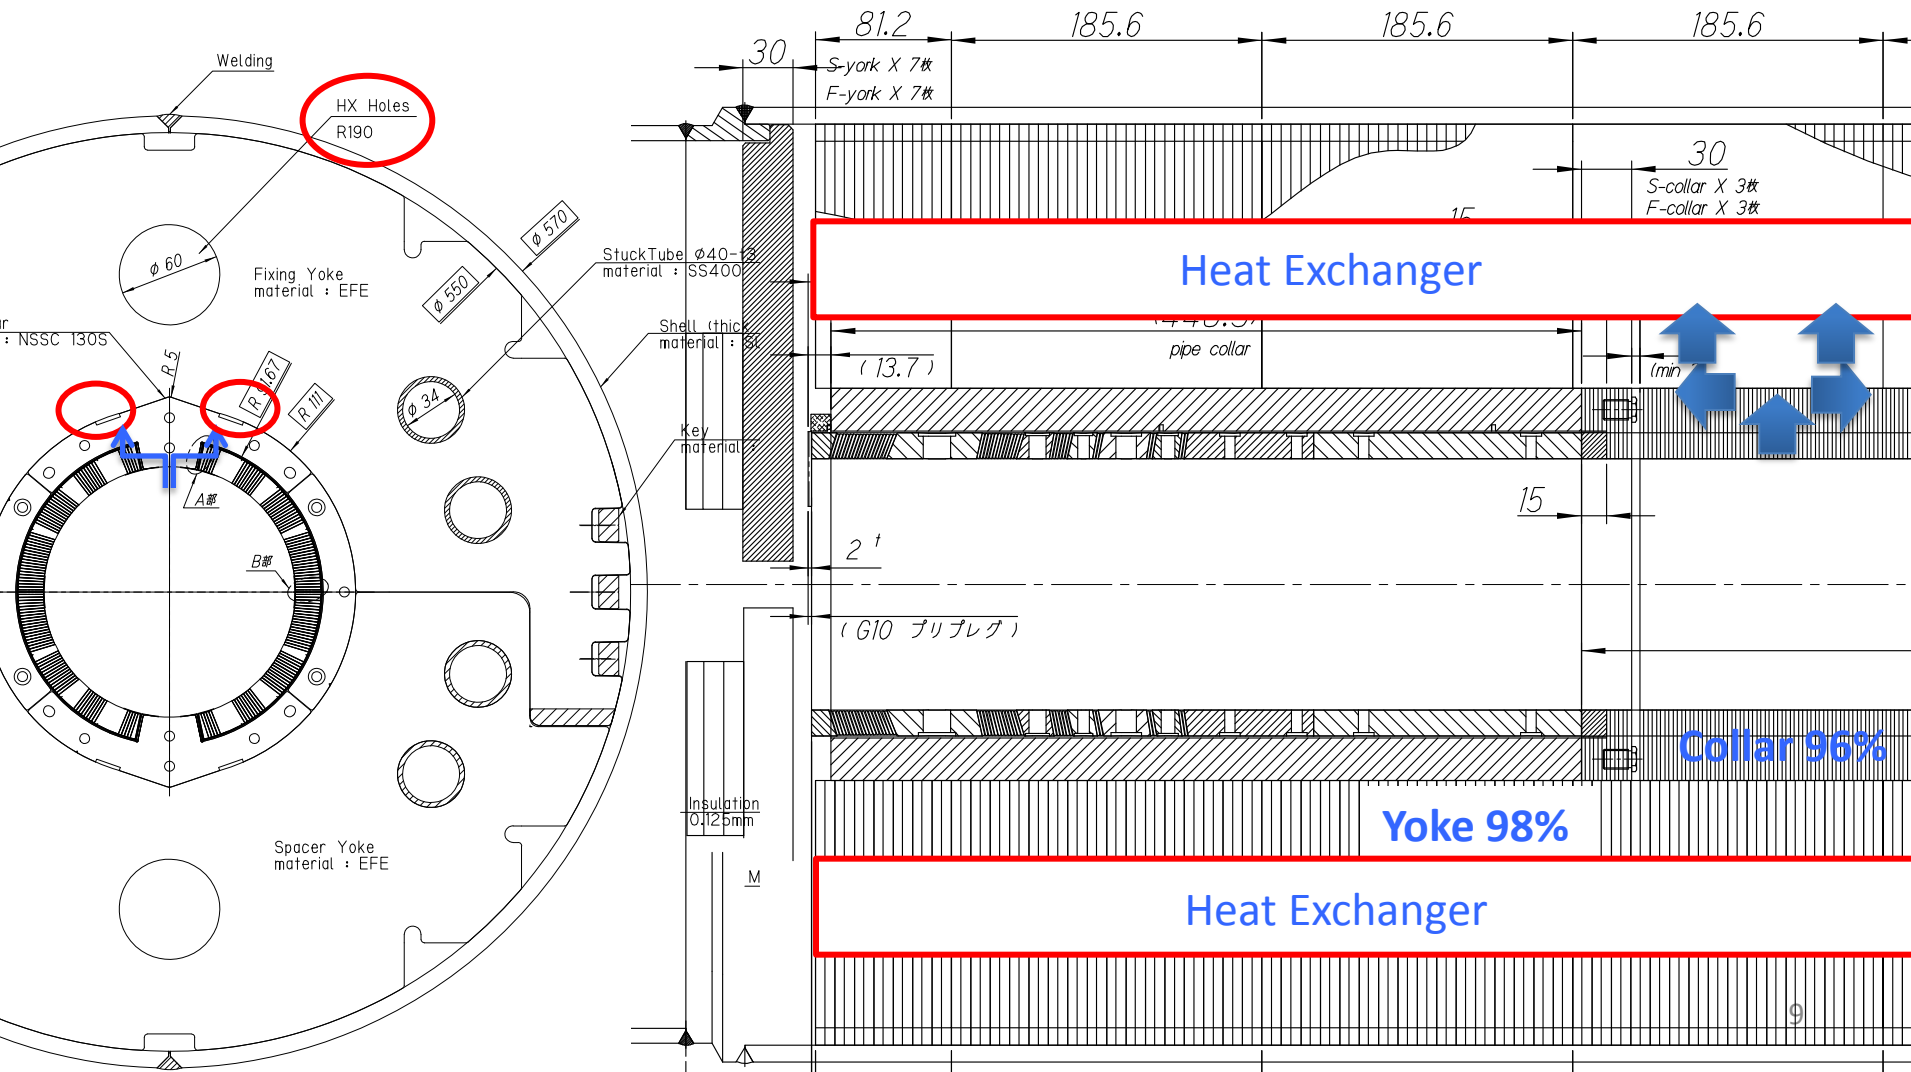 Welding
HX Holes
R190
φ 60
Fixing Yoke
material : EFE
: NSSC 130S
R 5
R 111
φ 550
φ 570
StuckTube φ40-t3
material : SS400
Shell (thick
material :
φ 34
Key
material
A部
B部
Spacer Yoke
material : EFE
Insulation
0.125mm
M
30
81.2
185.6
185.6
185.6
S-york X 7枚
F-york X 7枚
30
S-collar X 3枚
F-collar X 3枚
15
Heat Exchanger
pipe collar
(13.7)
(min
15
2 t
(G10 プリプレグ)
Collar 96%
Yoke 98%
Heat Exchanger
9